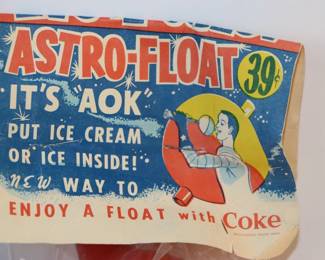 ASTRO-FLOAT 39¢
IT'S "AOK"
PUT ICE CREAM
OR ICE INSIDE!
NEW WAY TO
ENJOY A FLOAT with Coke